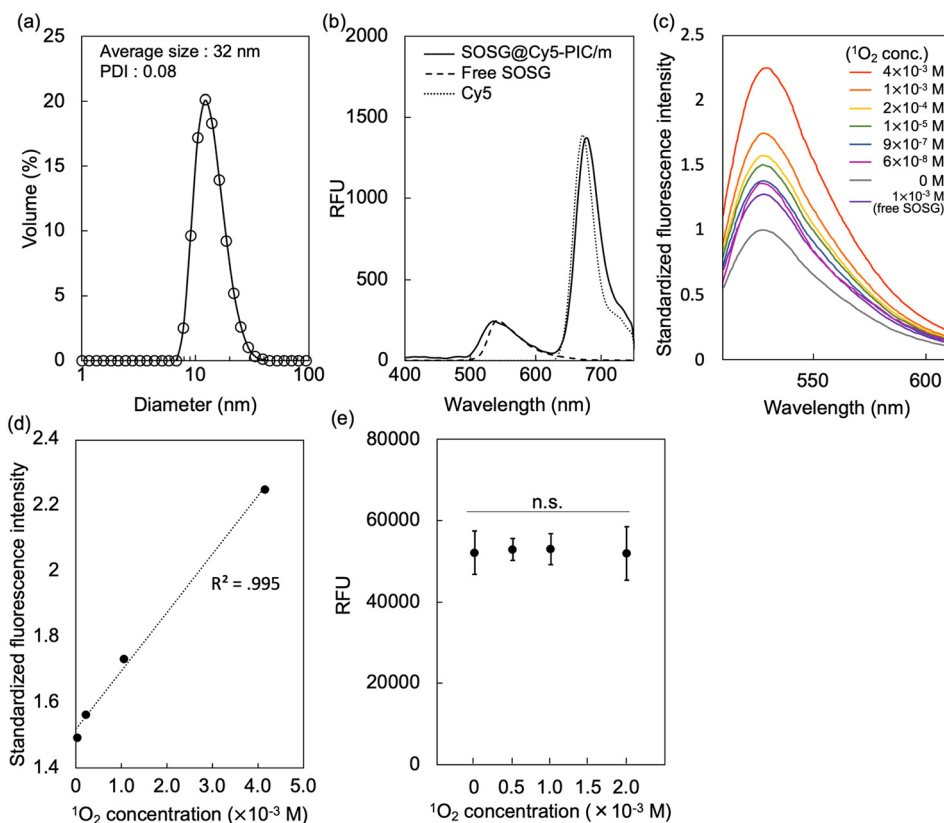 (a)
Average size : 32 nm
PDI : 0.08
Volume (%)
25
20
15
10
5
0
1
10
100
Diameter (nm)
(b)
RFU
2000
1500
1000
500
0
SOSG@Cy5-PIC/m
Free SOSG
Cy5
400
500
600
700
Wavelength (nm)
(c)
Standardized fluorescence intensity
2.5
2
1.5
1
0.5
0
(¹O₂ conc.)
4×10⁻³ M
1×10⁻³ M
2×10⁻⁴ M
1×10⁻⁵ M
9×10⁻⁷ M
6×10⁻⁸ M
0 M
1×10⁻³ M
(free SOSG)
550
600
Wavelength (nm)
(d)
Standardized fluorescence intensity
2.4
2.2
2
1.8
1.6
1.4
R² = .995
0.0
1.0
2.0
3.0
4.0
5.0
¹O₂ concentration (×10⁻³ M)
(e)
RFU
80000
60000
40000
20000
0
n.s.
0
0.5
1.0
1.5
2.0
¹O₂ concentration (×10⁻³ M)